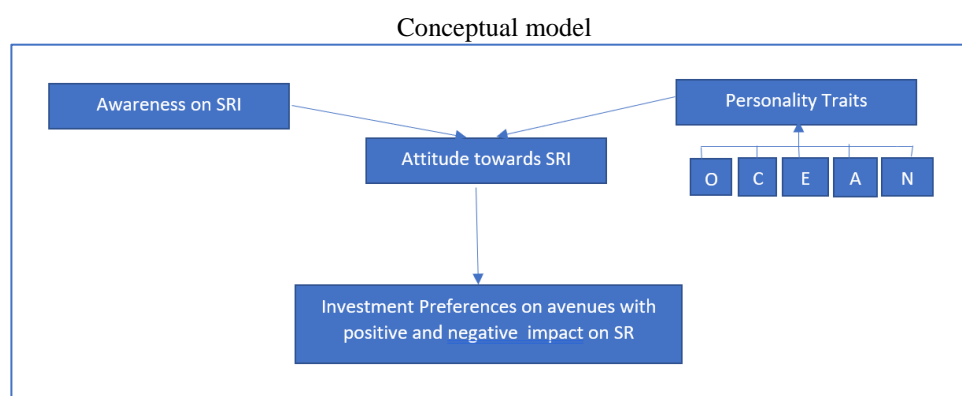 Conceptual model
Awareness on SRI
Personality Traits
Attitude towards SRI
O C E A N
Investment Preferences on avenues with
positive and negative impact on SR